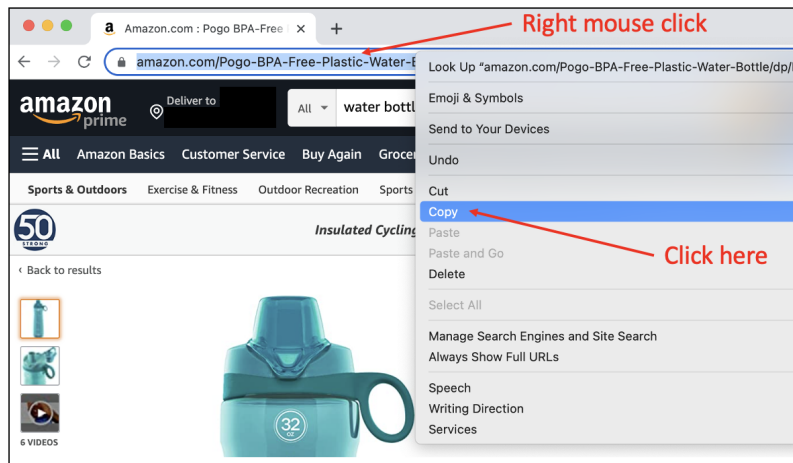 Right mouse click
Amazon.com : Pogo BPA-Free
amazon.com/Pogo-BPA-Free-Plastic-Water-
Look Up “amazon.com/Pogo-BPA-Free-Plastic-Water-Bottle/dp/
Emoji & Symbols
Send to Your Devices
Undo
Cut
Copy
Paste
Paste and Go
Click here
Delete
Select All
Manage Search Engines and Site Search
Always Show Full URLs
Speech
Writing Direction
Services
amazon
prime
Deliver to
All
water bottl
All Amazon Basics Customer Service Buy Again Grocer
Sports & Outdoors Exercise & Fitness Outdoor Recreation Sports
50
STRONG
Insulated Cycling
‹ Back to results
32
OZ
6 VIDEOS